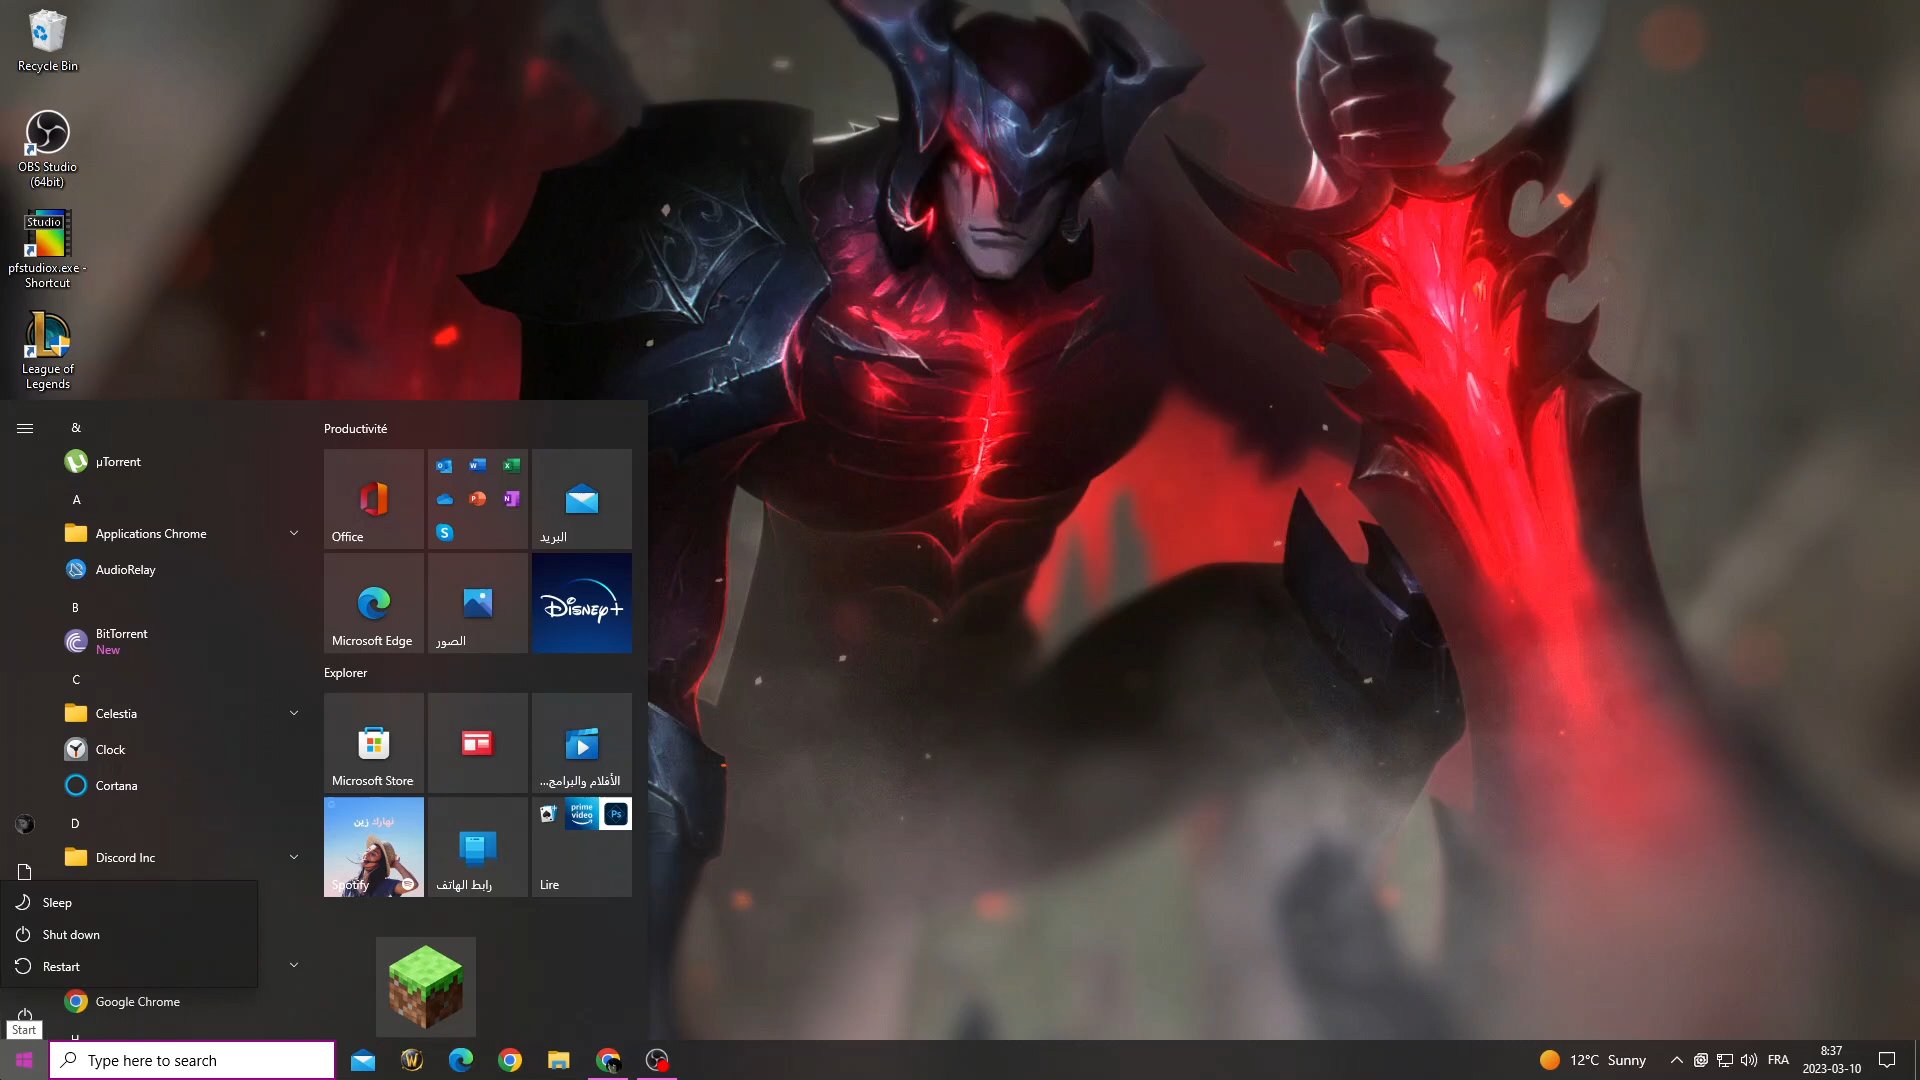 Recycle Bin
OBS Studio
(64bit)
Studio
pfstudiox.exe -
Shortcut
League of
Legends
&
µTorrent
A
Applications Chrome
AudioRelay
B
BitTorrent
New
C
Celestia
Clock
Cortana
D
Discord Inc
Sleep
Shut down
Restart
Google Chrome
H
Start
Productivité
Office
البريد
Microsoft Edge
الصور
Disney+
Explorer
Microsoft Store
الأفلام والبرامج...
نهارك زين
Spotify
رابط الهاتف
prime
video
Ps
Lire
Type here to search
12°C Sunny
FRA
8:37
2023-03-10